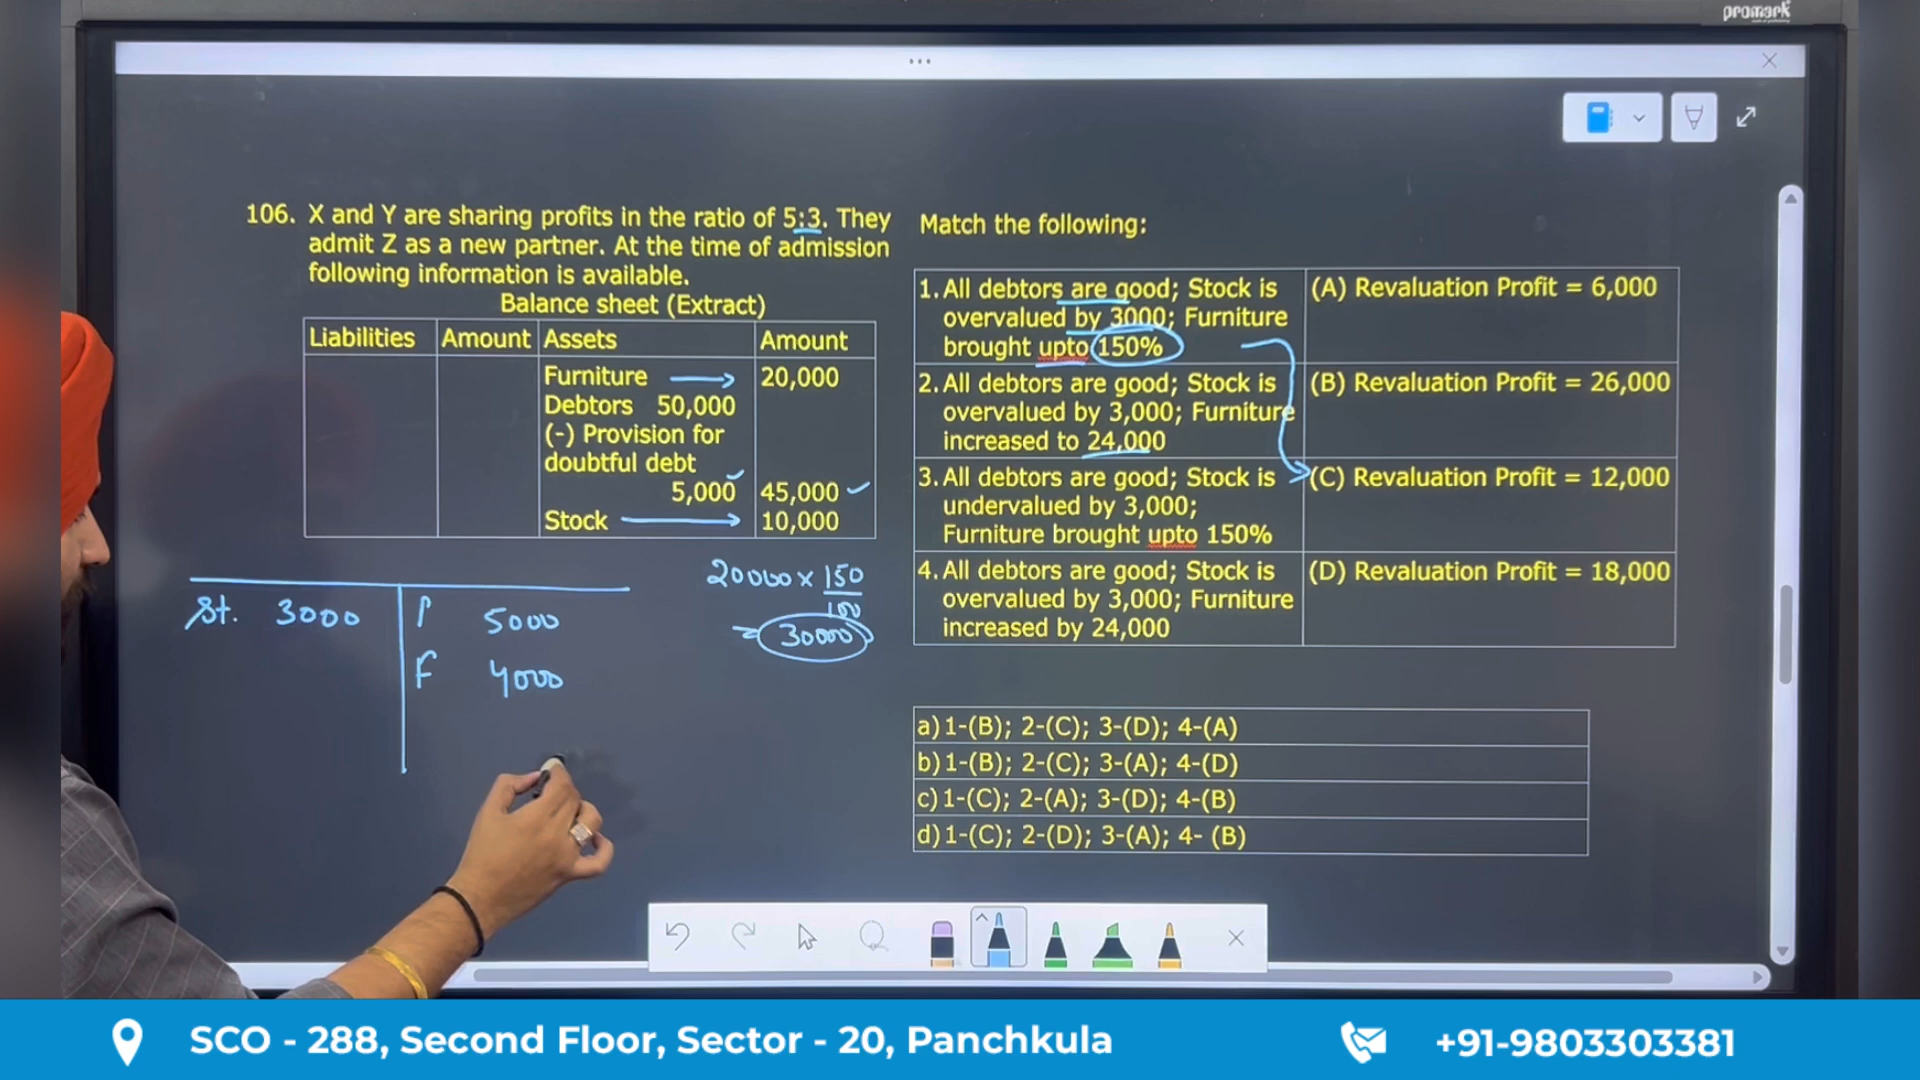 promark
106. X and Y are sharing profits in the ratio of 5:3. They
admit Z as a new partner. At the time of admission
following information is available.
Balance sheet (Extract)
Liabilities Amount Assets Amount
Furniture 20,000
Debtors 50,000
(-) Provision for
doubtful debt
5,000 45,000
Stock 10,000
St. 3000 P 5000
F 4000
20000 × 150
100
= 30000
Match the following:
1. All debtors are good; Stock is
overvalued by 3000; Furniture
brought upto 150%
(A) Revaluation Profit = 6,000
2. All debtors are good; Stock is
overvalued by 3,000; Furniture
increased to 24,000
(B) Revaluation Profit = 26,000
3. All debtors are good; Stock is
undervalued by 3,000;
Furniture brought upto 150%
(C) Revaluation Profit = 12,000
4. All debtors are good; Stock is
overvalued by 3,000; Furniture
increased by 24,000
(D) Revaluation Profit = 18,000
a) 1-(B); 2-(C); 3-(D); 4-(A)
b) 1-(B); 2-(C); 3-(A); 4-(D)
c) 1-(C); 2-(A); 3-(D); 4-(B)
d) 1-(C); 2-(D); 3-(A); 4- (B)
SCO - 288, Second Floor, Sector - 20, Panchkula
+91-9803303381